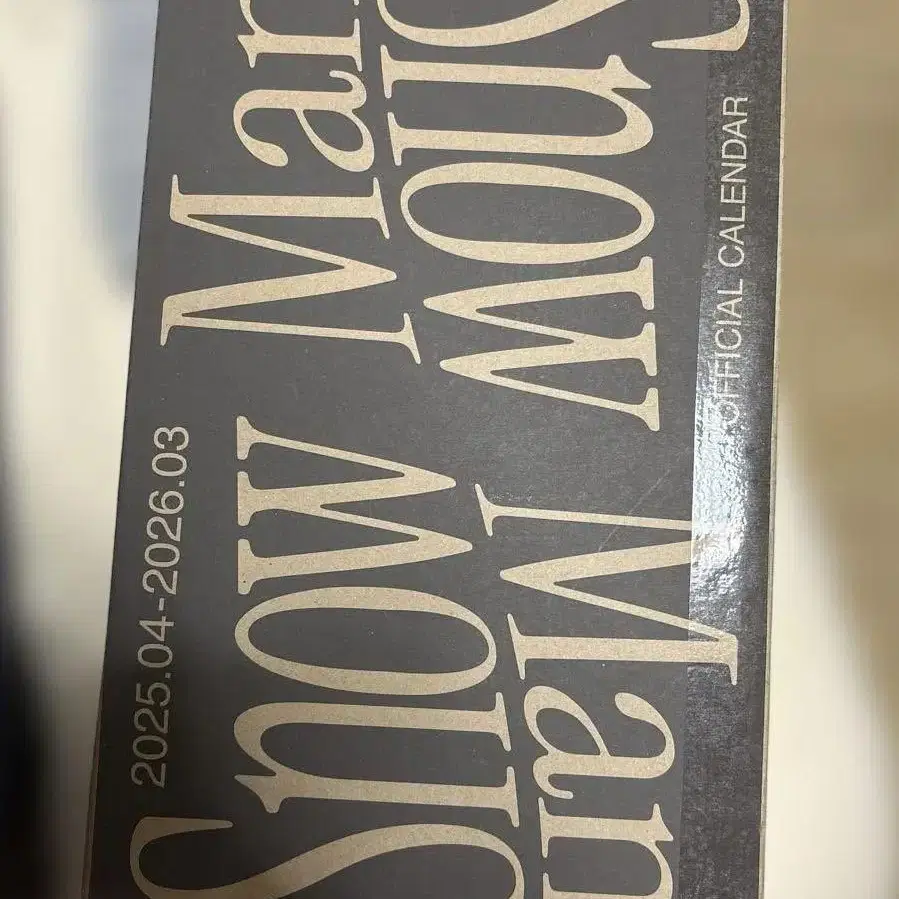 2025.04-2026.03
Snow Man
Snow Man
OFFICIAL CALENDAR